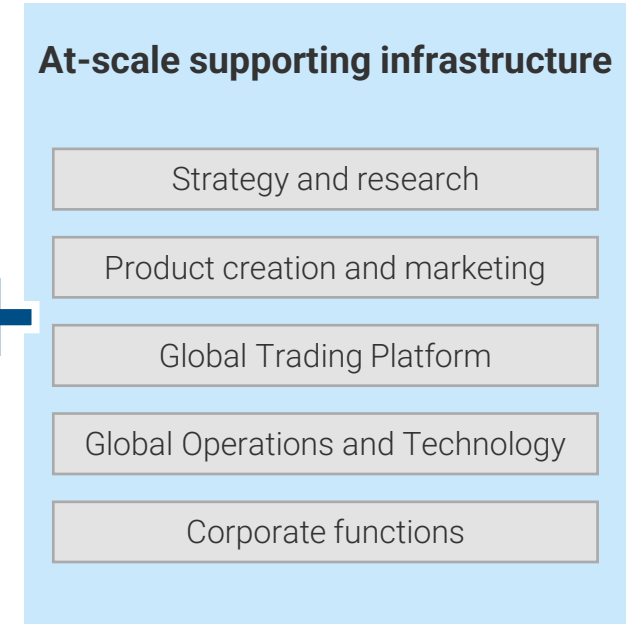 At-scale supporting infrastructure
Strategy and research
Product creation and marketing
Global Trading Platform
Global Operations and Technology
Corporate functions